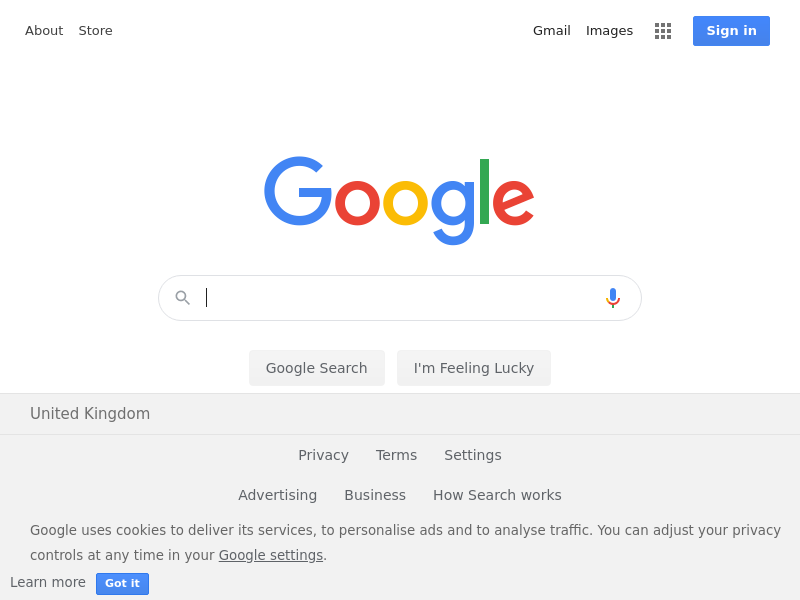 About Store Gmail Images Sign in
Google
Google Search I'm Feeling Lucky
United Kingdom
Privacy Terms Settings
Advertising Business How Search works
Google uses cookies to deliver its services, to personalise ads and to analyse traffic. You can adjust your privacy
controls at any time in your Google settings.
Learn more Got it